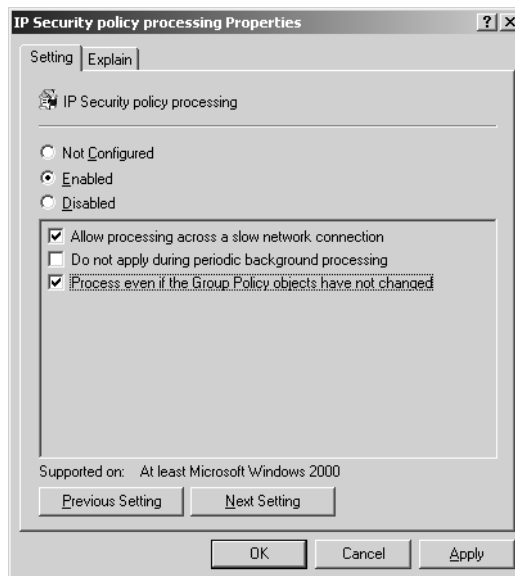 IP Security policy processing Properties
Setting
Explain
IP Security policy processing
Not Configured
Enabled
Disabled
Allow processing across a slow network connection
Do not apply during periodic background processing
Process even if the Group Policy objects have not changed
Supported on: At least Microsoft Windows 2000
Previous Setting
Next Setting
OK
Cancel
Apply